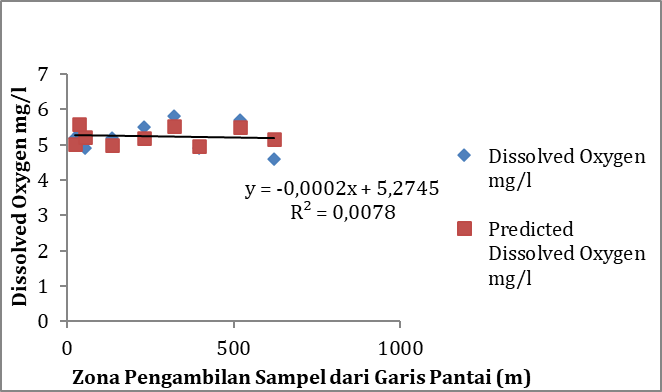 Dissolved Oxygen mg/l
7
6
5
4
3
2
1
0
0
500
1000
Zona Pengambilan Sampel dari Garis Pantai (m)
y = -0,0002x + 5,2745
R² = 0,0078
Dissolved Oxygen
mg/l
Predicted
Dissolved Oxygen
mg/l